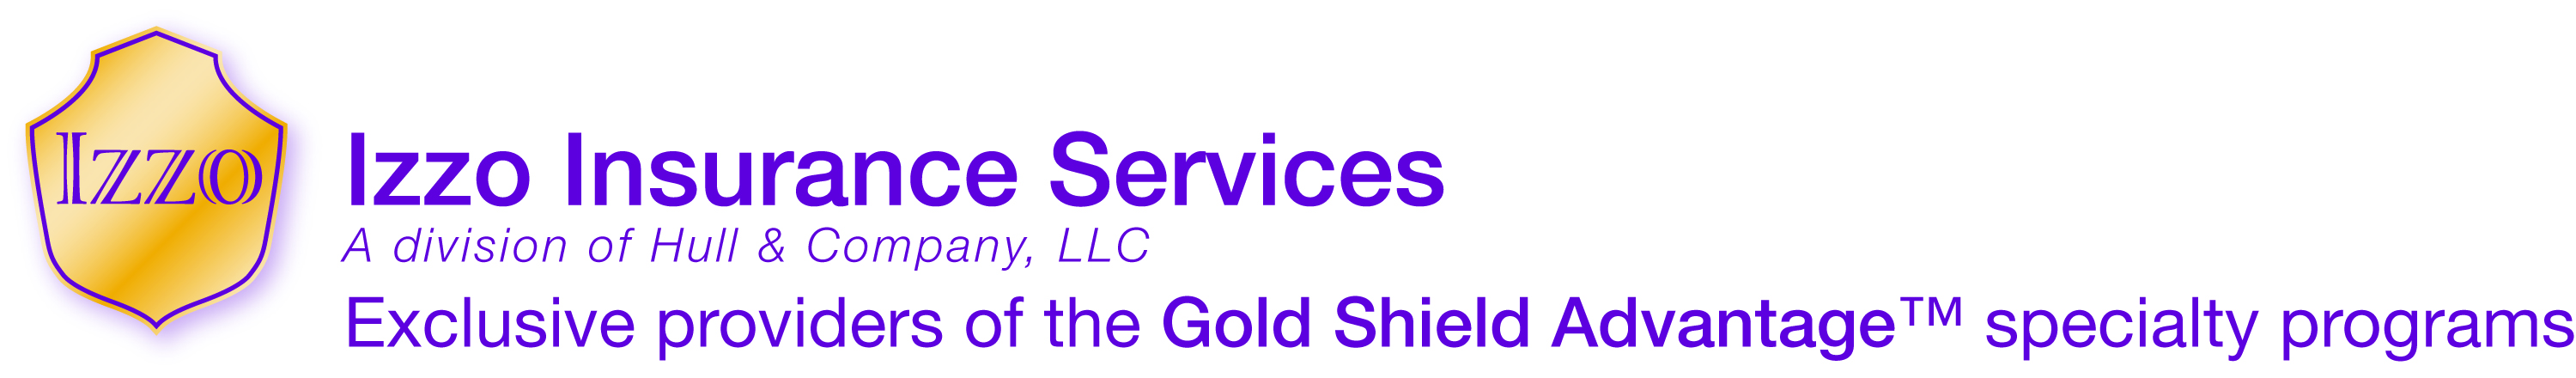 Izzo
Izzo Insurance Services
A division of Hull & Company, LLC
Exclusive providers of the Gold Shield Advantage™ specialty programs